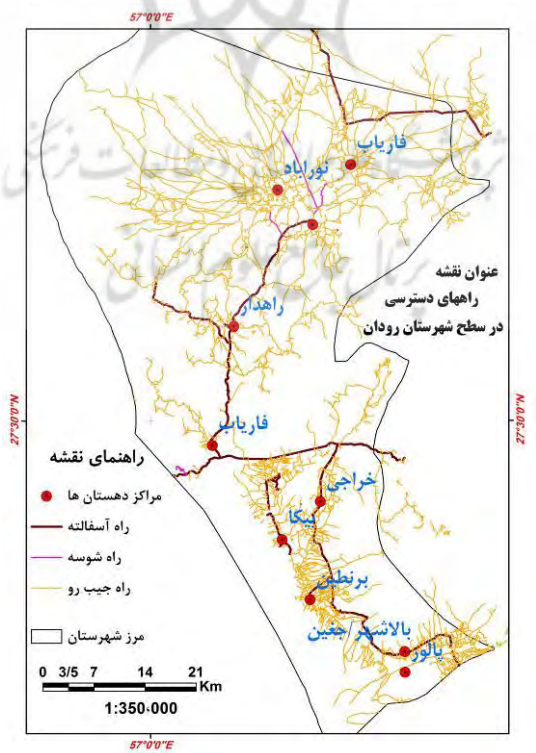 57°0'0"E
فاریاب
نوراباد
عنوان نقشه
راههای دسترسی
در سطح شهرستان رودان
راهدار
27°30'0"N
27°30'0"N
فاریاب
راهنمای نقشه
مراکز دهستان ها
راه آسفالته
راه شوسه
راه جیپ رو
مرز شهرستان
خراجی
بیکا
برنطین
بالاشهر/جغین
پالور
0 3/5 7 14 21
Km
1:350،000
57°0'0"E